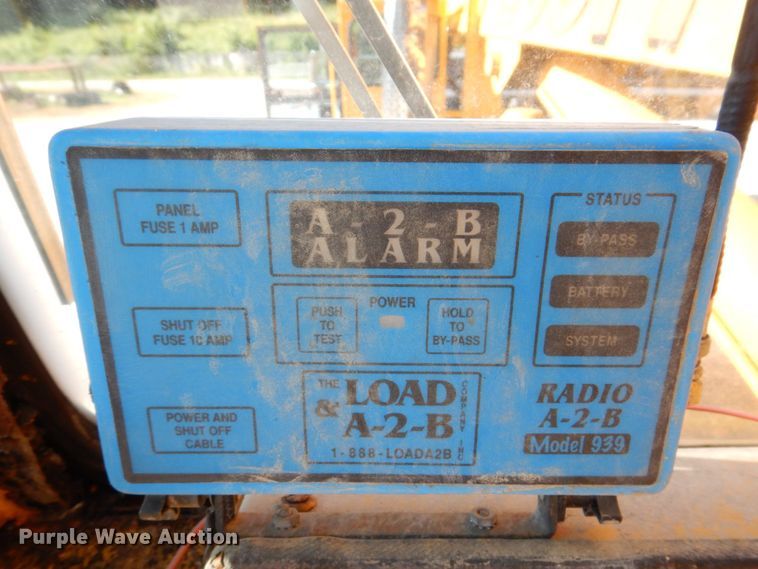 PANEL
FUSE 1 AMP
SHUT OFF
FUSE 10 AMP
POWER AND
SHUT OFF
CABLE
A - 2 - B
ALARM
POWER
PUSH
TO
TEST
HOLD
TO
BY-PASS
THE
LOAD
& A-2-B
COMPANY INC
1-888-LOADA2B
STATUS
BY-PASS
BATTERY
SYSTEM
RADIO
A-2-B
Model 939
Purple Wave Auction